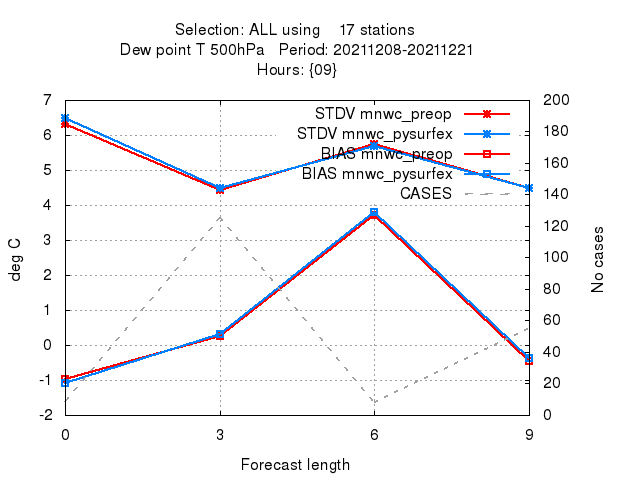 Selection: ALL using    17 stations
Dew point T 500hPa   Period: 20211208-20211221
Hours: {09}
7 200
STDV mnwc_preop
6 180
STDV mnwc_pysurfex
160
BIAS mnwc_preop
5 140
BIAS mnwc_pysurfex
CASES
4 120
3 100
deg C
No cases
2 80
1 60
0 40
-1 20
-2 0
0 3 6 9
Forecast length